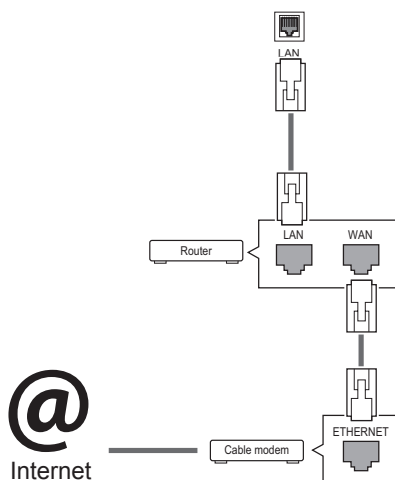 LAN
LAN WAN
Router
ETHERNET
@
Cable modem
Internet